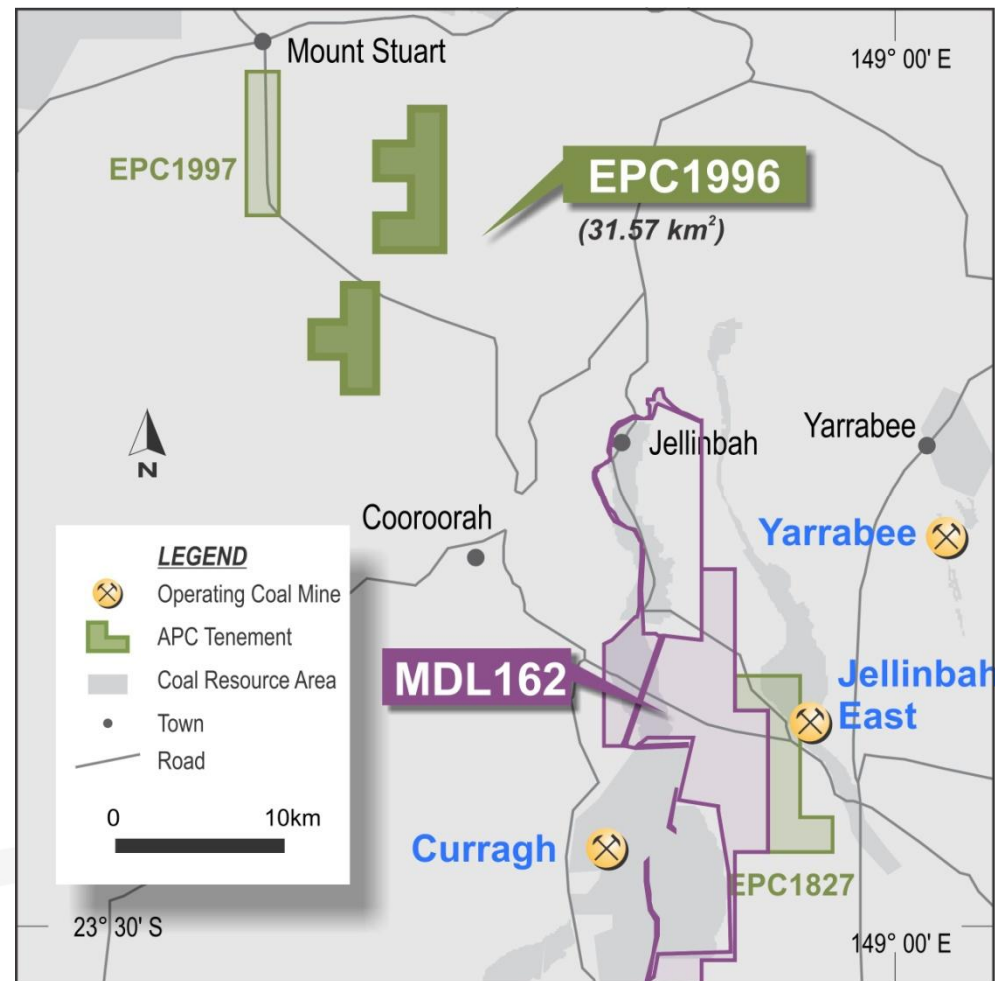 Mount Stuart
149° 00' E
EPC1997
EPC1996
(31.57 km²)
N
Jellinbah
Yarrabee
Cooroorah
Yarrabee
LEGEND
Operating Coal Mine
APC Tenement
Coal Resource Area
Town
Road
0 10km
MDL162
Jellinbah
East
Curragh
EPC1827
23° 30' S
149° 00' E